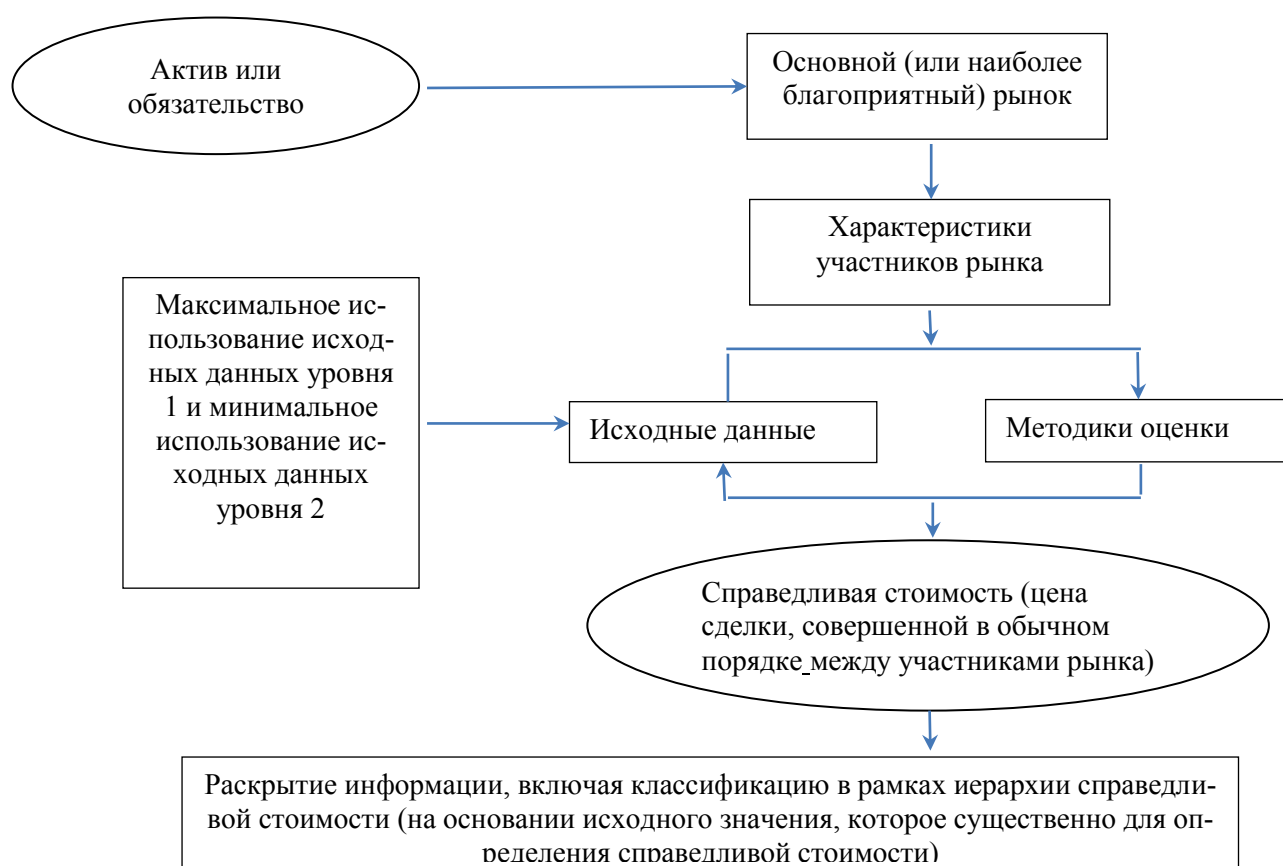 Актив или
обязательство
Основной (или наиболее
благоприятный) рынок
Характеристики
участников рынка
Максимальное ис-
пользование исход-
ных данных уровня
1 и минимальное
использование ис-
ходных данных
уровня 2
Исходные данные
Методики оценки
Справедливая стоимость (цена
сделки, совершенной в обычном
порядке между участниками рынка)
Раскрытие информации, включая классификацию в рамках иерархии справедли-
вой стоимости (на основании исходного значения, которое существенно для оп-
ределения справедливой стоимости)